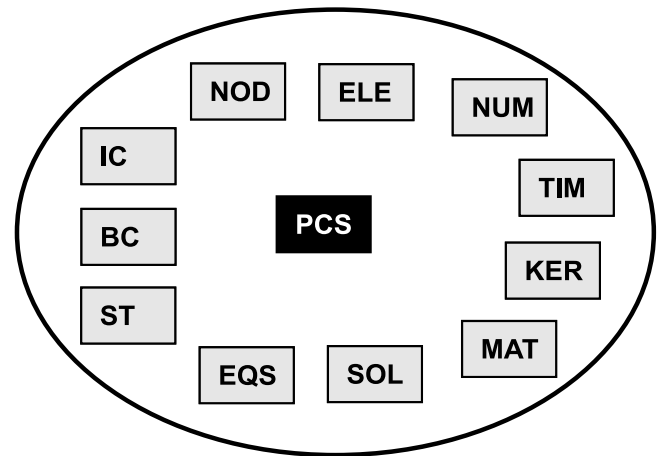 NOD
ELE
NUM
IC
TIM
BC
PCS
KER
ST
MAT
EQS
SOL